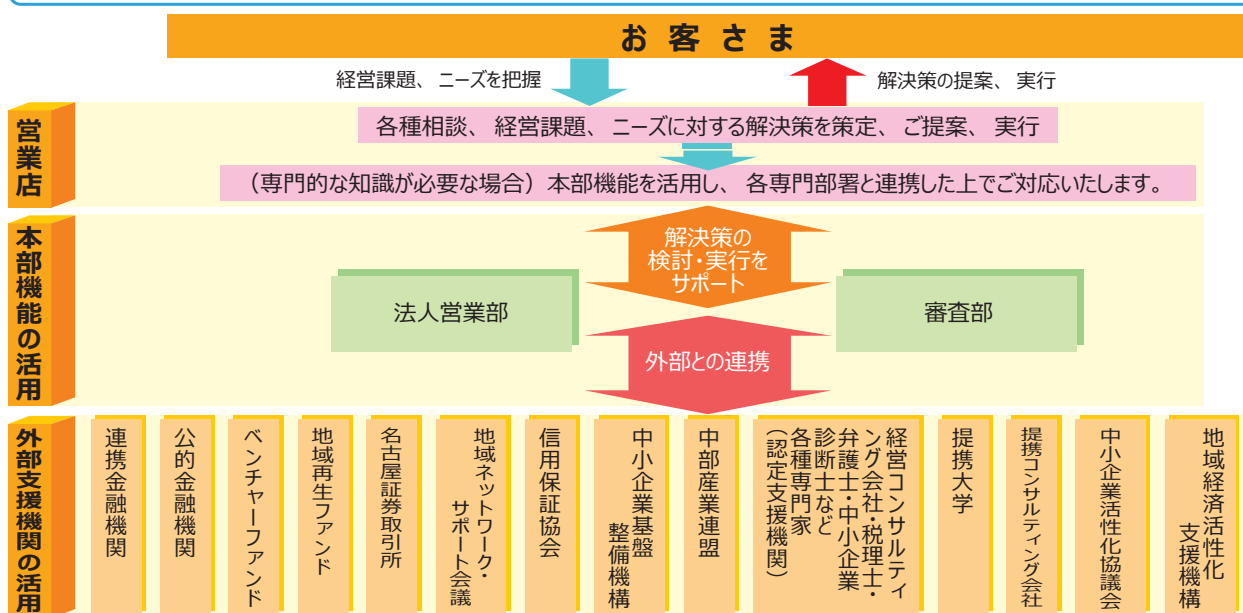 お客さま
経営課題、ニーズを把握
解決策の提案、実行
営業店
各種相談、経営課題、ニーズに対する解決策を策定、ご提案、実行
（専門的な知識が必要な場合）本部機能を活用し、各専門部署と連携した上でご対応いたします。
本部機能の活用
解決策の
検討・実行を
サポート
法人営業部
審査部
外部との連携
外部支援機関の活用
連携金融機関
公的金融機関
ベンチャーファンド
地域再生ファンド
名古屋証券取引所
地域ネットワーク・
サポート会議
信用保証協会
中小企業基盤
整備機構
中部産業連盟
経営コンサルティ
ング会社・税理士・
弁護士・中小企業
診断士など
各種専門家
（認定支援機関）
提携大学
提携コンサルティング会社
中小企業活性化協議会
地域経済活性化
支援機構